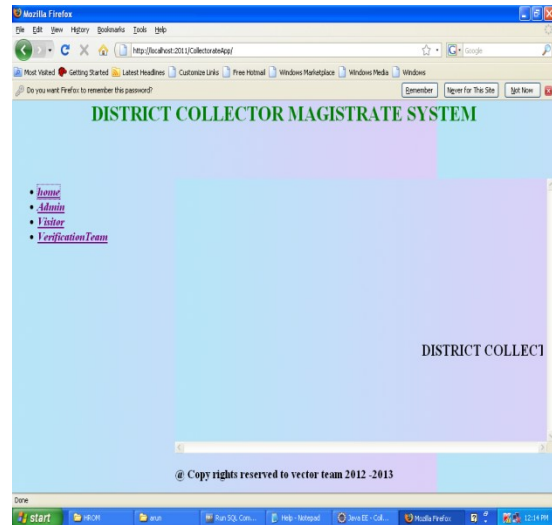 Mozilla Firefox
File Edit View History Bookmarks Tools Help
http://localhost:2011/CollectorateApp/
Google
Most Visited Getting Started Latest Headlines Customize Links Free Hotmail Windows Marketplace Windows Media Windows
Do you want Firefox to remember this password? Remember Never for This Site Not Now
DISTRICT COLLECTOR MAGISTRATE SYSTEM
home
Admin
Visitor
VerificationTeam
DISTRICT COLLECT
@ Copy rights reserved to vector team 2012 -2013
Done
start HROM arun Run SQL Com... Help - Notepad Java EE - Coll... Mozilla Firefox 12:14 PM